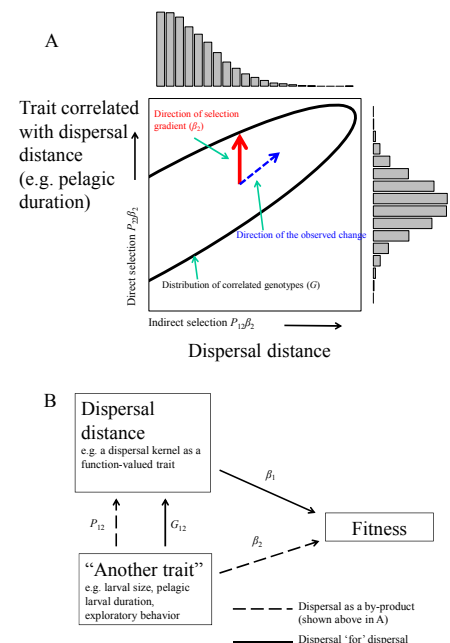 A
Trait correlated
with dispersal
distance
(e.g. pelagic
duration)
Direction of selection
gradient (β2)
Direction of the observed change
Distribution of correlated genotypes (G)
Direct selection P22β2
Indirect selection P12β2
Dispersal distance
B
Dispersal
distance
e.g. a dispersal kernel as a
function-valued trait
β1
P12
G12
Fitness
β2
“Another trait”
e.g. larval size, pelagic
larval duration,
exploratory behavior
Dispersal as a by-product
(shown above in A)
Dispersal ‘for’ dispersal